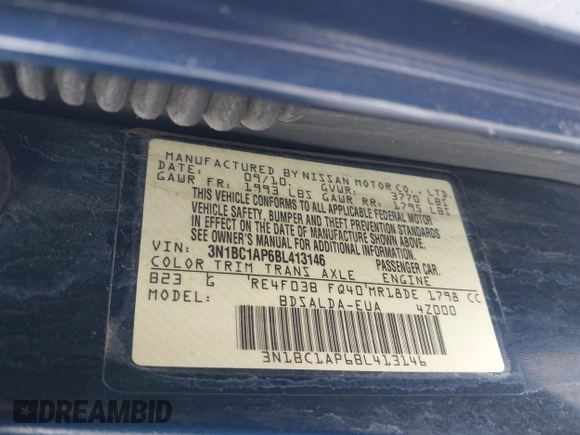 MANUFACTURED BY NISSAN MOTOR CO., LTD.
DATE: 09/10, GVWR: 3770 LBS
GAWR FR: 1993 LBS GAWR RR: 1795 LBS
THIS VEHICLE CONFORMS TO ALL APPLICABLE FEDERAL MOTOR
VEHICLE SAFETY, BUMPER AND THEFT PREVENTION STANDARDS
IN EFFECT ON THE DATE OF MANUFACTURE SHOWN ABOVE.
SEE OWNER'S MANUAL FOR ADDITIONAL INFORMATION
VIN: 3N1BC1AP6BL413146 PASSENGER CAR.
COLOR TRIM TRANS AXLE ENGINE
B23 G RE4F03B FQ40 MR18DE 1798 CC
MODEL: BDSALDA-EUA 4Z000
3N1BC1AP6BL413146
DREAMBID